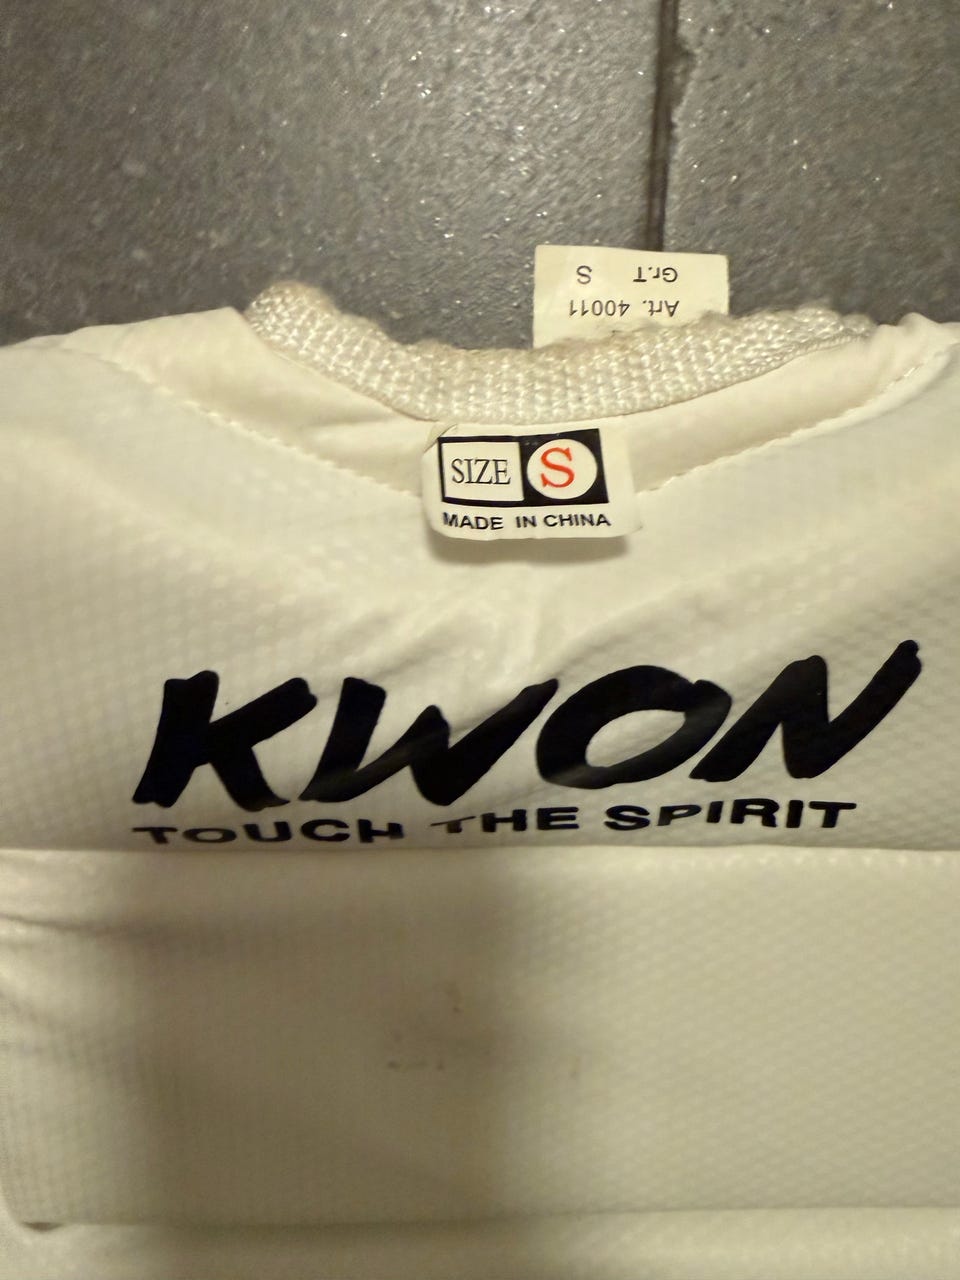 Art. 40011
Gr.T S
SIZE S
MADE IN CHINA
KWON
TOUCH THE SPIRIT